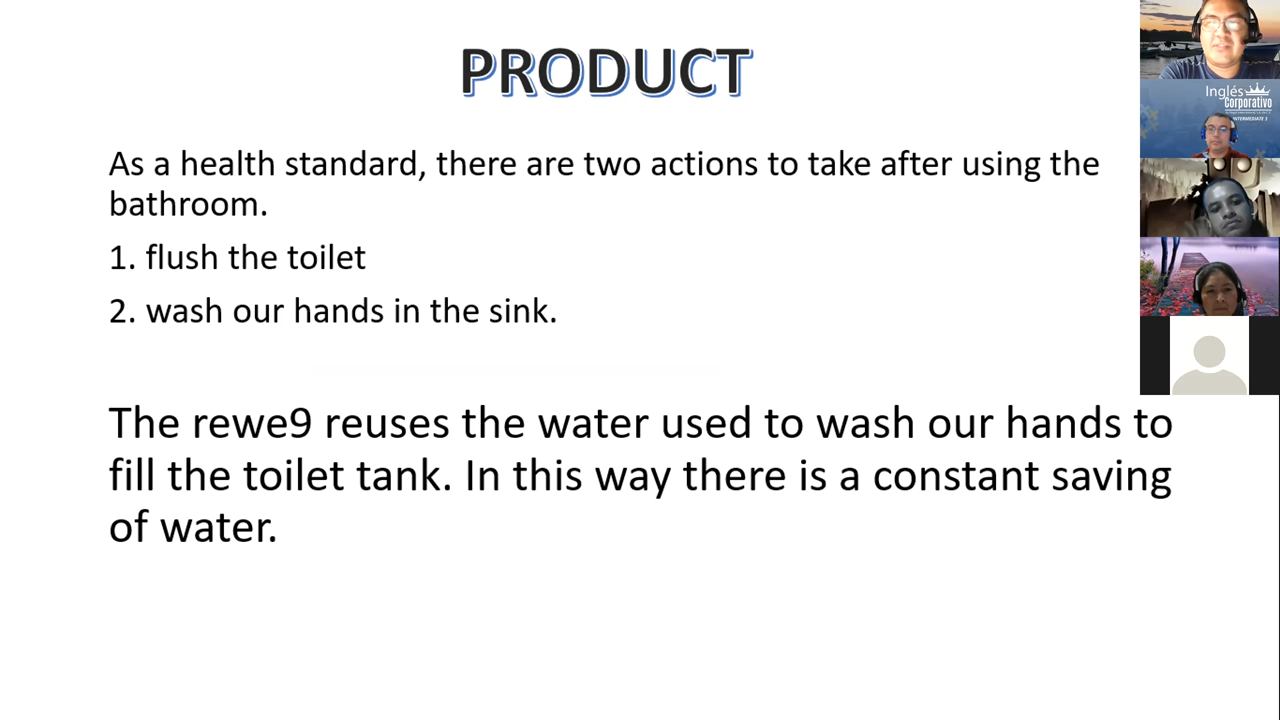 PRODUCT
As a health standard, there are two actions to take after using the
bathroom.
1. flush the toilet
2. wash our hands in the sink.
The rewe9 reuses the water used to wash our hands to
fill the toilet tank. In this way there is a constant saving
of water.
Inglés
Corporativo
INTERMEDIATE 3